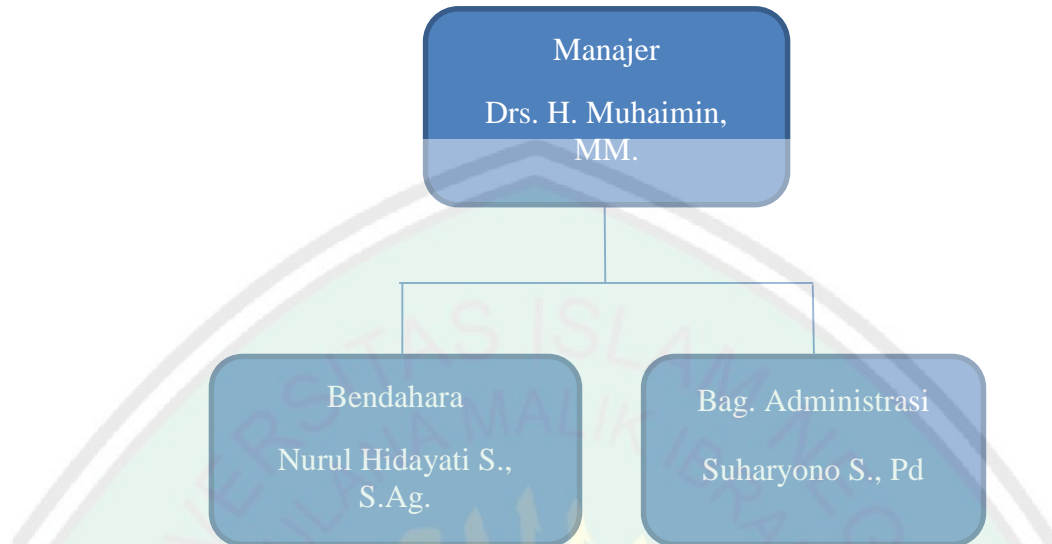 Manajer
Drs. H. Muhaimin,
MM.
Bendahara
Nurul Hidayati S.,
S.Ag.
Bag. Administrasi
Suharyono S., Pd